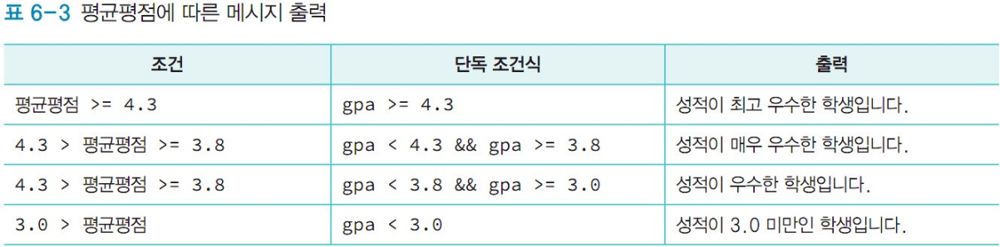 표 6-3 평균평점에 따른 메시지 출력
조건 단독 조건식 출력
평균평점 >= 4.3 gpa >= 4.3 성적이 최고 우수한 학생입니다.
4.3 > 평균평점 >= 3.8 gpa < 4.3 && gpa >= 3.8 성적이 매우 우수한 학생입니다.
4.3 > 평균평점 >= 3.8 gpa < 3.8 && gpa >= 3.0 성적이 우수한 학생입니다.
3.0 > 평균평점 gpa < 3.0 성적이 3.0 미만인 학생입니다.